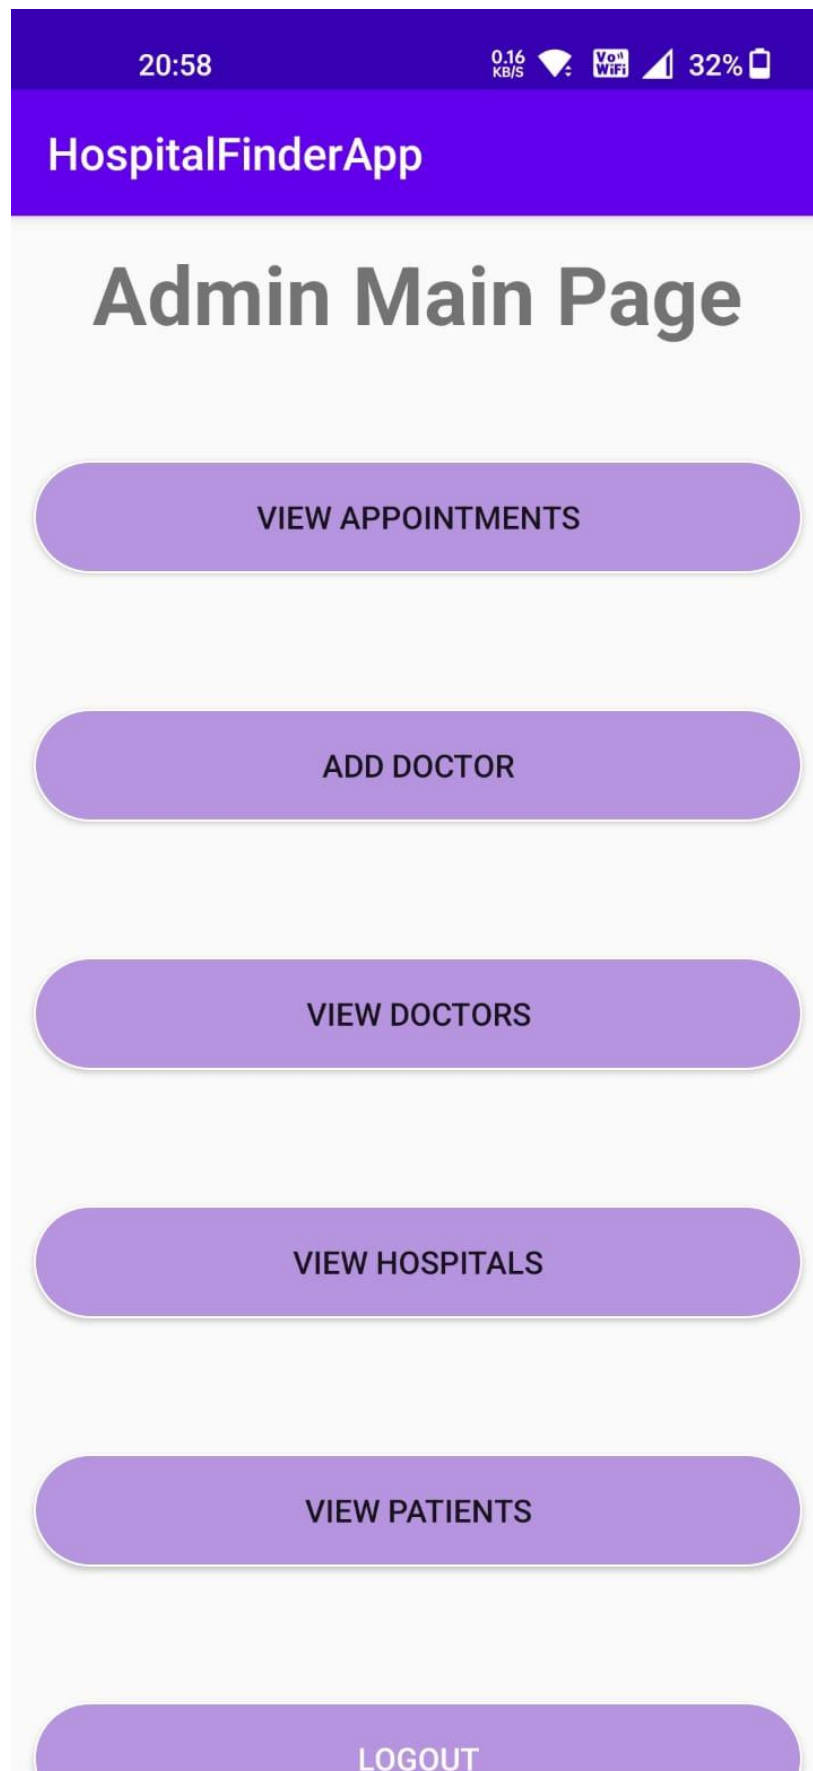 20:58
0.16 KB/S Vo WiFi 32%
HospitalFinderApp
Admin Main Page
VIEW APPOINTMENTS
ADD DOCTOR
VIEW DOCTORS
VIEW HOSPITALS
VIEW PATIENTS
LOGOUT